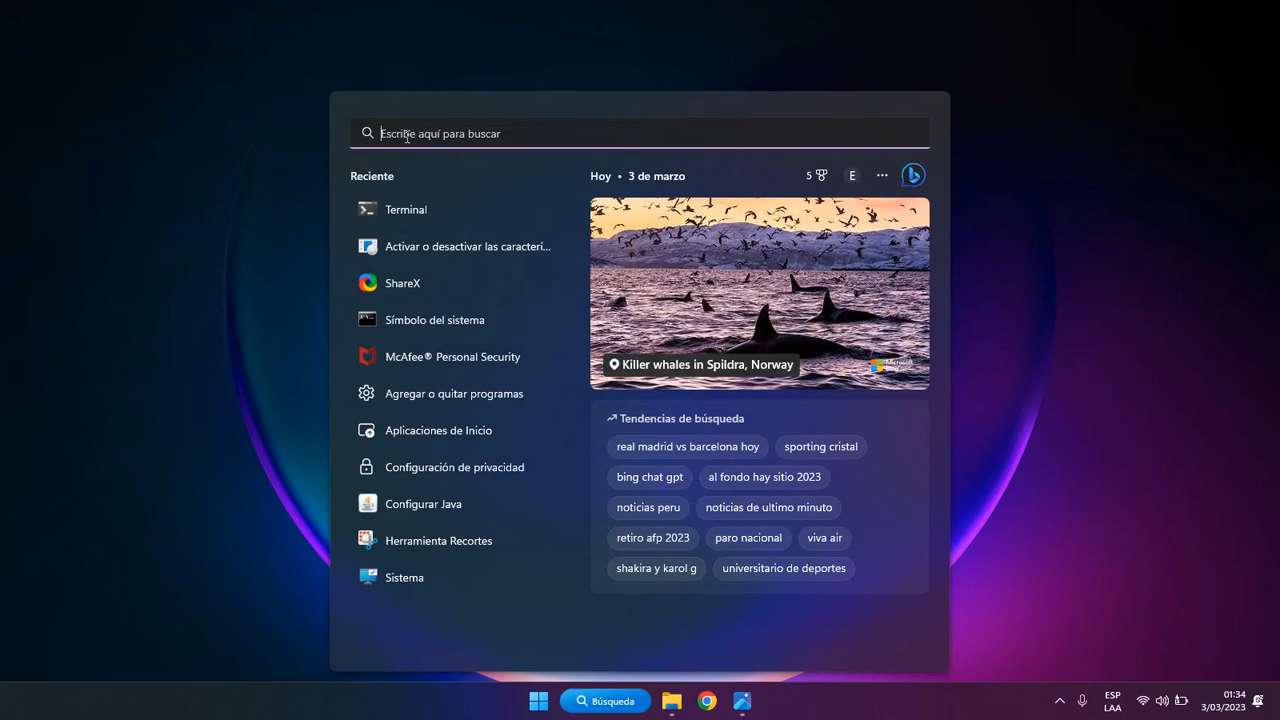 Escribe aquí para buscar
Reciente
Terminal
Activar o desactivar las caracterí...
ShareX
Símbolo del sistema
McAfee® Personal Security
Agregar o quitar programas
Aplicaciones de Inicio
Configuración de privacidad
Configurar Java
Herramienta Recortes
Sistema
Hoy • 3 de marzo
5
E
Killer whales in Spildra, Norway
Microsoft
Tendencias de búsqueda
real madrid vs barcelona hoy
sporting cristal
bing chat gpt
al fondo hay sitio 2023
noticias peru
noticias de ultimo minuto
retiro afp 2023
paro nacional
viva air
shakira y karol g
universitario de deportes
Búsqueda
ESP
LAA
01:34
3/03/2023